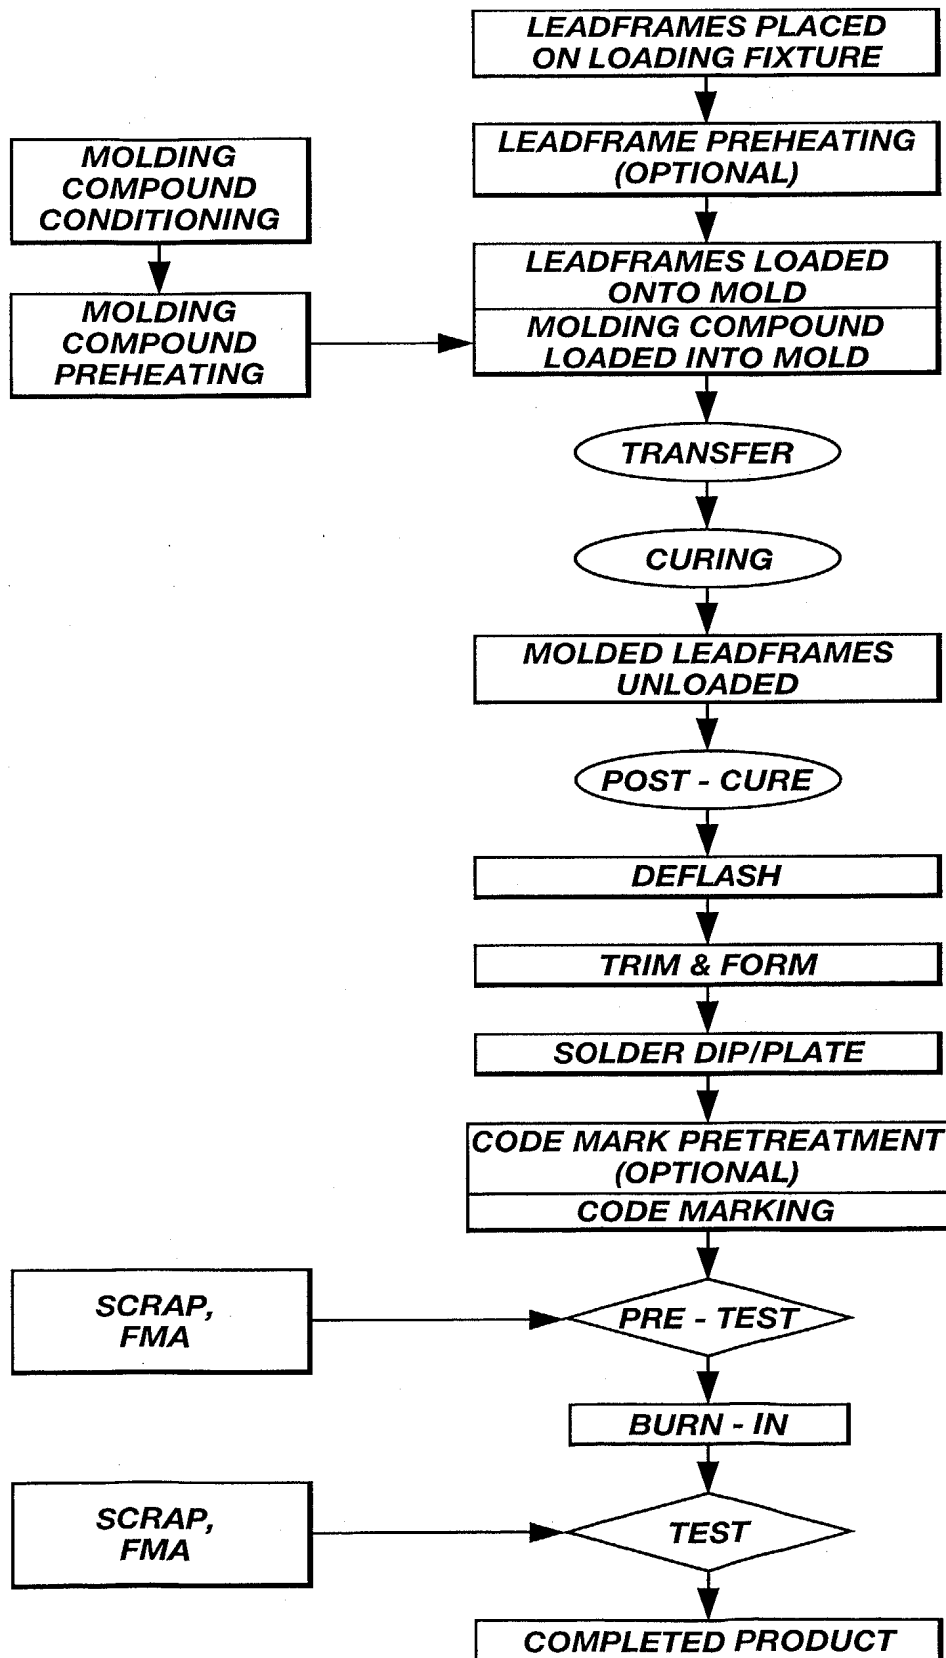 LEADFRAMES PLACED
ON LOADING FIXTURE
LEADFRAME PREHEATING
(OPTIONAL)
MOLDING
COMPOUND
CONDITIONING
LEADFRAMES LOADED
ONTO MOLD
MOLDING
COMPOUND
PREHEATING
MOLDING COMPOUND
LOADED INTO MOLD
TRANSFER
CURING
MOLDED LEADFRAMES
UNLOADED
POST - CURE
DEFLASH
TRIM & FORM
SOLDER DIP/PLATE
CODE MARK PRETREATMENT
(OPTIONAL)
CODE MARKING
SCRAP,
FMA
PRE - TEST
BURN - IN
SCRAP,
FMA
TEST
COMPLETED PRODUCT